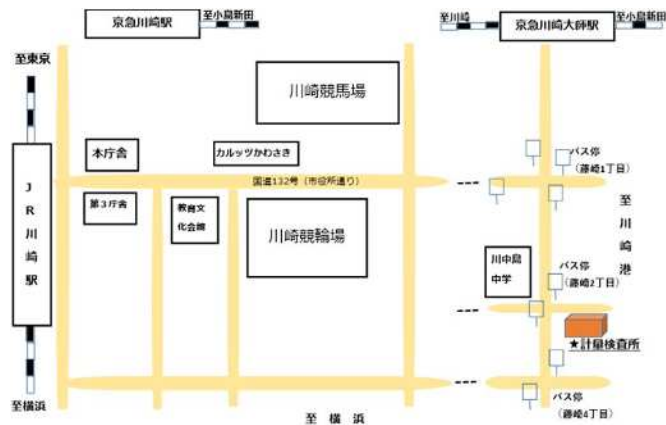 京急川崎駅
至小島新田
至川崎
京急川崎大師駅
至小島新田
至東京
川崎競馬場
本庁舎
カルッツかわさき
バス停
(藤崎1丁目)
国道132号（市役所通り）
JR川崎駅
第３庁舎
教育文
化会館
川崎競輪場
至川崎港
川中島
中学
バス停
(藤崎2丁目)
★計量検査所
至横浜
至横浜
バス停
(藤崎4丁目)